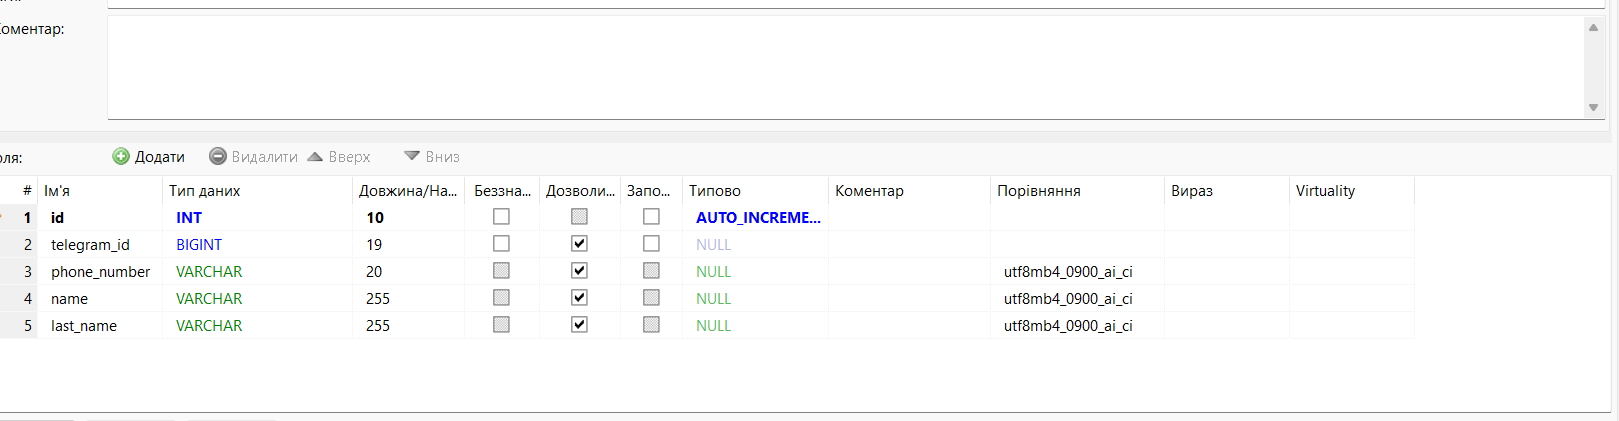 Коментар:
Додати Видалити Вверх Вниз
# Ім'я Тип даних Довжина/На... Беззна... Дозволи... Запо... Типово Коментар Порівняння Вираз Virtuality
1 id INT 10 AUTO_INCREME...
2 telegram_id BIGINT 19 NULL
3 phone_number VARCHAR 20 NULL utf8mb4_0900_ai_ci
4 name VARCHAR 255 NULL utf8mb4_0900_ai_ci
5 last_name VARCHAR 255 NULL utf8mb4_0900_ai_ci